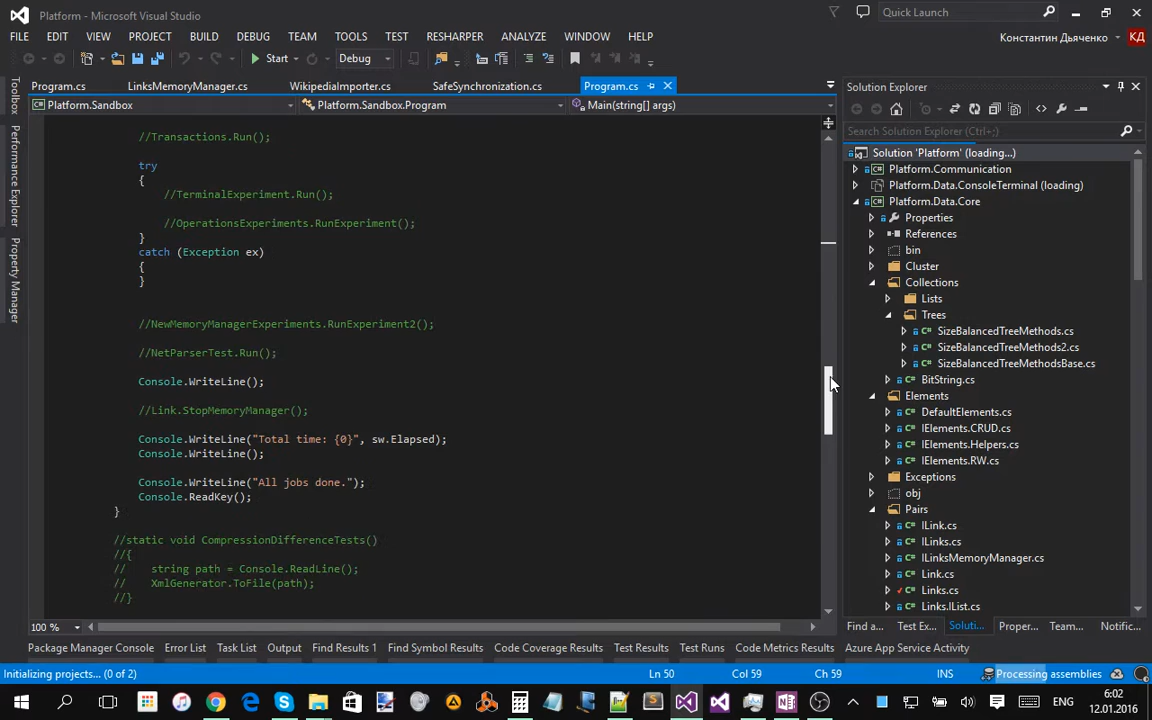 Platform - Microsoft Visual Studio
Quick Launch
FILE EDIT VIEW PROJECT BUILD DEBUG TEAM TOOLS TEST RESHARPER ANALYZE WINDOW HELP
Константин Дьяченко КД
Start Debug
Program.cs LinksMemoryManager.cs WikipediaImporter.cs SafeSynchronization.cs Program.cs
Platform.Sandbox Platform.Sandbox.Program Main(string[] args)
Toolbox
Performance Explorer
Property Manager
//Transactions.Run();
try
{
//TerminalExperiment.Run();
//OperationsExperiments.RunExperiment();
}
catch (Exception ex)
{
}
//NewMemoryManagerExperiments.RunExperiment2();
//NetParserTest.Run();
Console.WriteLine();
//Link.StopMemoryManager();
Console.WriteLine("Total time: {0}", sw.Elapsed);
Console.WriteLine();
Console.WriteLine("All jobs done.");
Console.ReadKey();
}
//static void CompressionDifferenceTests()
//{
//   string path = Console.ReadLine();
//   XmlGenerator.ToFile(path);
//}
100 %
Solution Explorer
Search Solution Explorer (Ctrl+;)
Solution 'Platform' (loading...)
Platform.Communication
Platform.Data.ConsoleTerminal (loading)
Platform.Data.Core
Properties
References
bin
Cluster
Collections
Lists
Trees
SizeBalancedTreeMethods.cs
SizeBalancedTreeMethods2.cs
SizeBalancedTreeMethodsBase.cs
BitString.cs
Elements
DefaultElements.cs
IElements.CRUD.cs
IElements.Helpers.cs
IElements.RW.cs
Exceptions
obj
Pairs
ILink.cs
ILinks.cs
ILinksMemoryManager.cs
Link.cs
Links.cs
Links.IList.cs
Find a... Test Ex... Soluti... Proper... Team... Notific...
Package Manager Console Error List Task List Output Find Results 1 Find Symbol Results Code Coverage Results Test Results Test Runs Code Metrics Results Azure App Service Activity
Initializing projects... (0 of 2) Ln 50 Col 59 Ch 59 INS Processing assemblies
ENG 6:02
12.01.2016